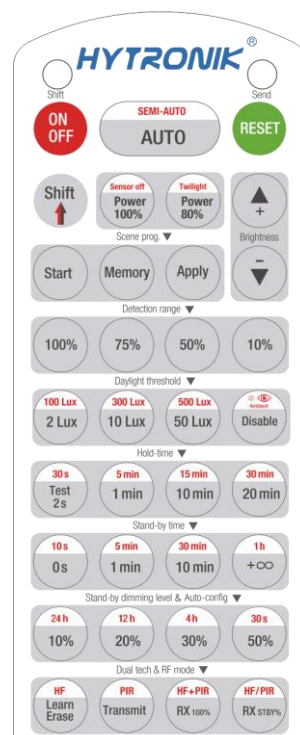 HYTRONIK®
Shift
Send
ON
OFF
SEMI-AUTO
AUTO
RESET
Shift
Sensor off
Power
100%
Twilight
Power
80%
+
Scene prog. ▼
Brightness
Start
Memory
Apply
−
Detection range ▼
100%
75%
50%
10%
Daylight threshold ▼
100 Lux
2 Lux
300 Lux
10 Lux
500 Lux
50 Lux
Ambient
Disable
Hold-time ▼
30 s
Test
2s
5 min
1 min
15 min
10 min
30 min
20 min
Stand-by time ▼
10 s
0s
5 min
1 min
30 min
10 min
1 h
+∞
Stand-by dimming level & Auto-config ▼
24 h
10%
12 h
20%
4 h
30%
30 s
50%
Dual tech & RF mode ▼
HF
Learn
Erase
PIR
Transmit
HF+PIR
RX 100%
HF/PIR
RX STBY%